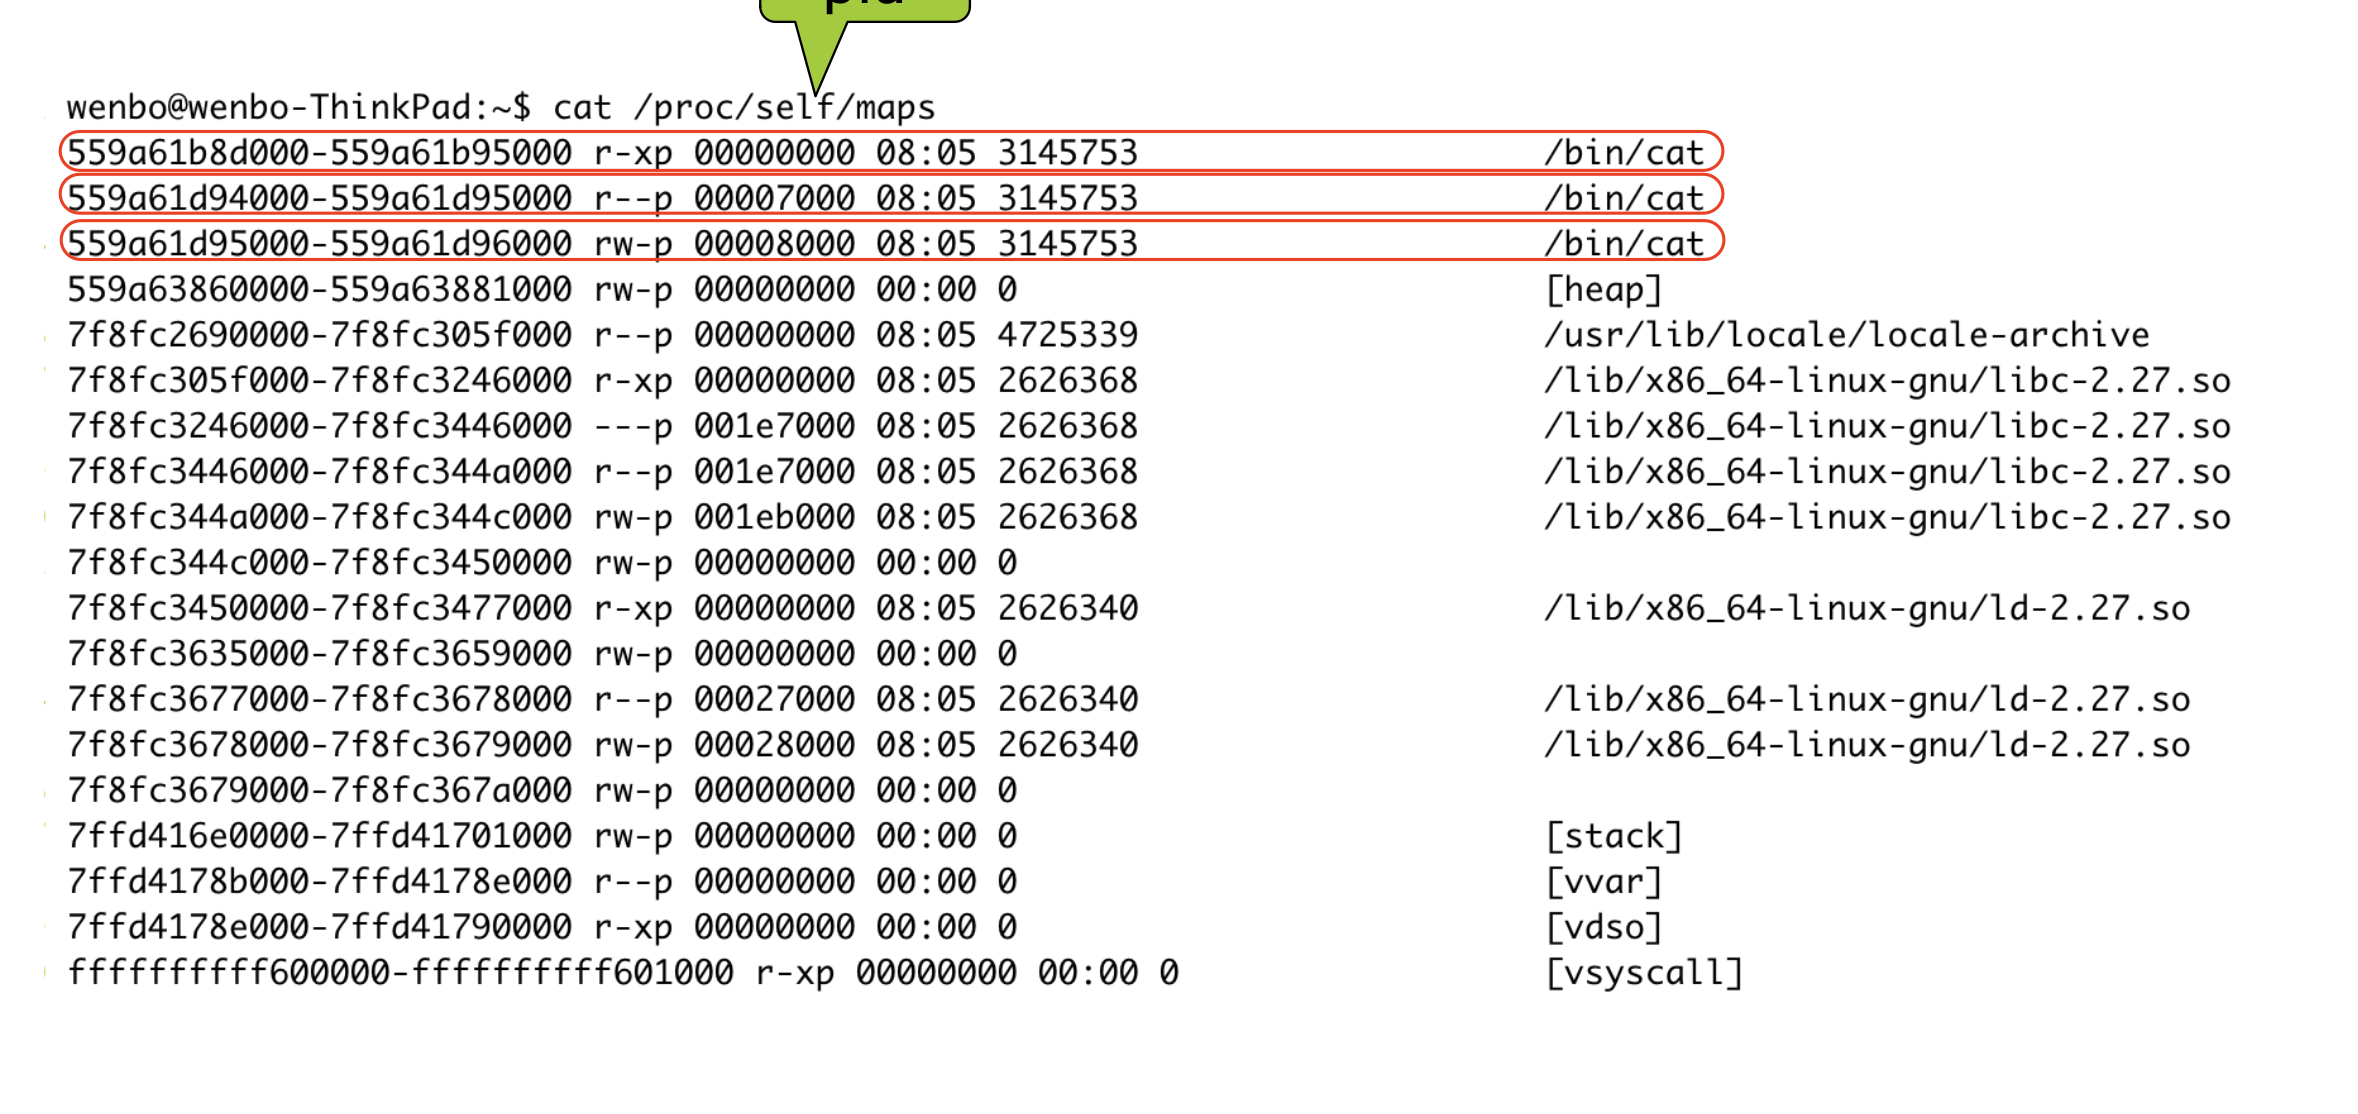 pid
wenbo@wenbo-ThinkPad:~$ cat /proc/self/maps
559a61b8d000-559a61b95000 r-xp 00000000 08:05 3145753 /bin/cat
559a61d94000-559a61d95000 r--p 00007000 08:05 3145753 /bin/cat
559a61d95000-559a61d96000 rw-p 00008000 08:05 3145753 /bin/cat
559a63860000-559a63881000 rw-p 00000000 00:00 0 [heap]
7f8fc2690000-7f8fc305f000 r--p 00000000 08:05 4725339 /usr/lib/locale/locale-archive
7f8fc305f000-7f8fc3246000 r-xp 00000000 08:05 2626368 /lib/x86_64-linux-gnu/libc-2.27.so
7f8fc3246000-7f8fc3446000 ---p 001e7000 08:05 2626368 /lib/x86_64-linux-gnu/libc-2.27.so
7f8fc3446000-7f8fc344a000 r--p 001e7000 08:05 2626368 /lib/x86_64-linux-gnu/libc-2.27.so
7f8fc344a000-7f8fc344c000 rw-p 001eb000 08:05 2626368 /lib/x86_64-linux-gnu/libc-2.27.so
7f8fc344c000-7f8fc3450000 rw-p 00000000 00:00 0
7f8fc3450000-7f8fc3477000 r-xp 00000000 08:05 2626340 /lib/x86_64-linux-gnu/ld-2.27.so
7f8fc3635000-7f8fc3659000 rw-p 00000000 00:00 0
7f8fc3677000-7f8fc3678000 r--p 00027000 08:05 2626340 /lib/x86_64-linux-gnu/ld-2.27.so
7f8fc3678000-7f8fc3679000 rw-p 00028000 08:05 2626340 /lib/x86_64-linux-gnu/ld-2.27.so
7f8fc3679000-7f8fc367a000 rw-p 00000000 00:00 0
7ffd416e0000-7ffd41701000 rw-p 00000000 00:00 0 [stack]
7ffd4178b000-7ffd4178e000 r--p 00000000 00:00 0 [vvar]
7ffd4178e000-7ffd41790000 r-xp 00000000 00:00 0 [vdso]
ffffffffff600000-ffffffffff601000 r-xp 00000000 00:00 0 [vsyscall]